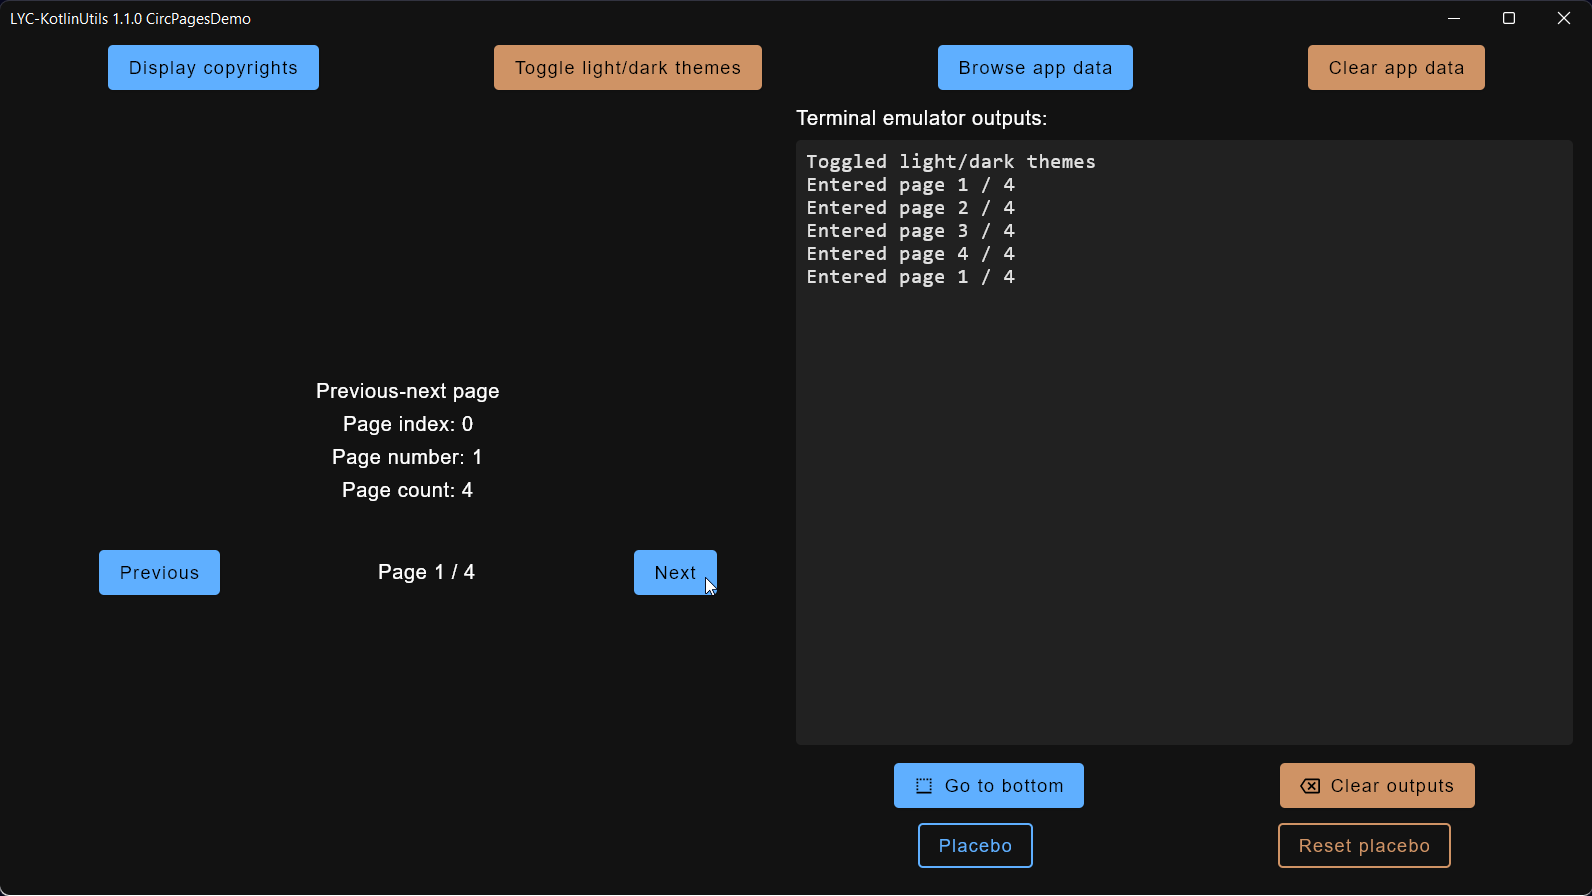 LYC-KotlinUtils 1.1.0 CircPagesDemo
Display copyrights
Toggle light/dark themes
Browse app data
Clear app data
Previous-next page
Page index: 0
Page number: 1
Page count: 4
Previous
Page 1 / 4
Next
Terminal emulator outputs:
Toggled light/dark themes
Entered page 1 / 4
Entered page 2 / 4
Entered page 3 / 4
Entered page 4 / 4
Entered page 1 / 4
Go to bottom
Clear outputs
Placebo
Reset placebo